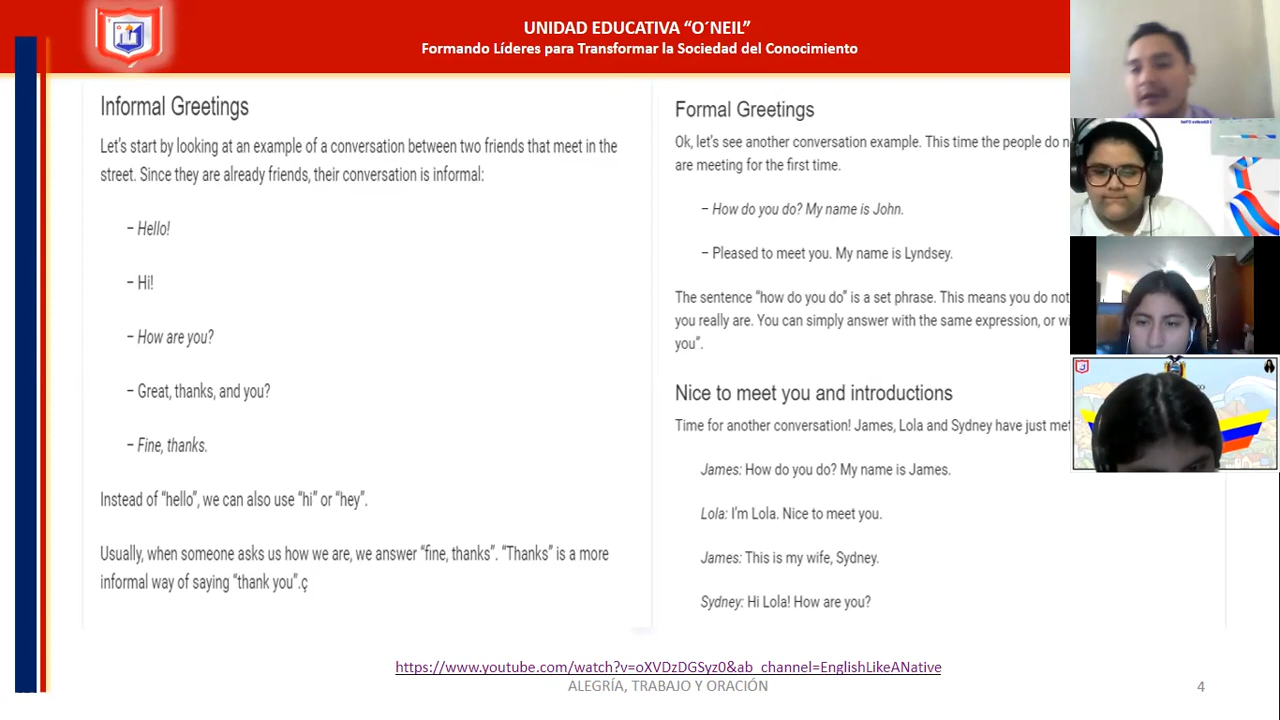 UNIDAD EDUCATIVA “O´NEIL”
Formando Líderes para Transformar la Sociedad del Conocimiento
Informal Greetings
Let's start by looking at an example of a conversation between two friends that meet in the
street. Since they are already friends, their conversation is informal:
– Hello!
– Hi!
– How are you?
– Great, thanks, and you?
– Fine, thanks.
Instead of “hello”, we can also use “hi” or “hey”.
Usually, when someone asks us how we are, we answer “fine, thanks”. “Thanks” is a more
informal way of saying “thank you”.ç
Formal Greetings
Ok, let's see another conversation example. This time the people do
are meeting for the first time.
– How do you do? My name is John.
– Pleased to meet you. My name is Lyndsey.
The sentence “how do you do” is a set phrase. This means you do not
you really are. You can simply answer with the same expression, or
you”.
Nice to meet you and introductions
Time for another conversation! James, Lola and Sydney have just
James: How do you do? My name is James.
Lola: I'm Lola. Nice to meet you.
James: This is my wife, Sydney.
Sydney: Hi Lola! How are you?
https://www.youtube.com/watch?v=oXVDzDGSyz0&ab_channel=EnglishLikeANative
ALEGRÍA, TRABAJO Y ORACIÓN
4